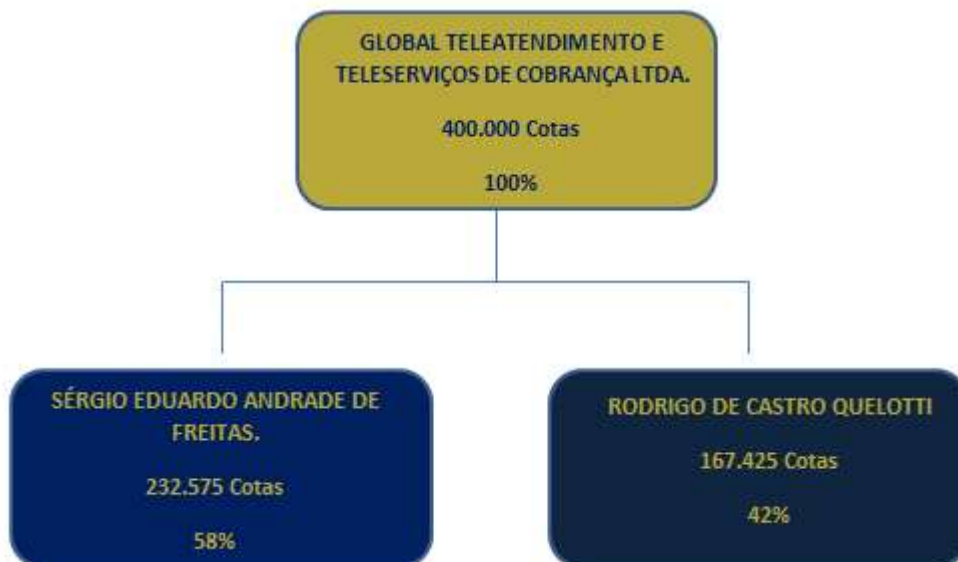 GLOBAL TELEATENDIMENTO E
TELESERVIÇOS DE COBRANÇA LTDA.
400.000 Cotas
100%
SÉRGIO EDUARDO ANDRADE DE
FREITAS.
232.575 Cotas
58%
RODRIGO DE CASTRO QUELOTTI
167.425 Cotas
42%